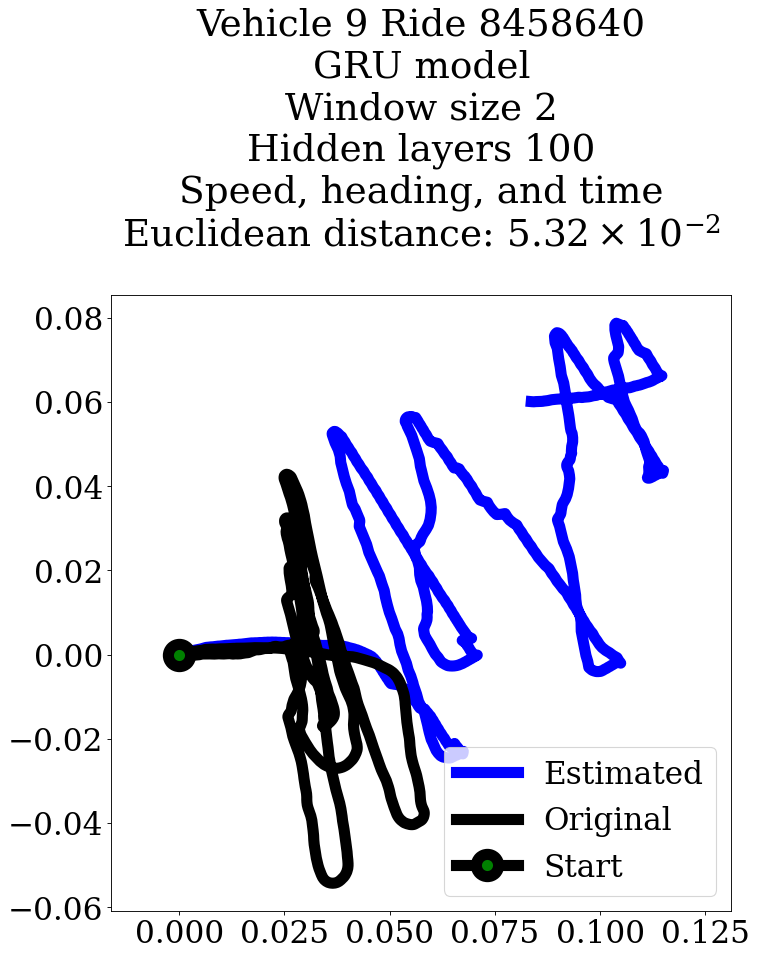 Vehicle 9 Ride 8458640
GRU model
Window size 2
Hidden layers 100
Speed, heading, and time
Euclidean distance: 5.32 × 10⁻²
0.08
0.06
0.04
0.02
0.00
−0.02
−0.04
−0.06
Estimated
Original
Start
0.000 0.025 0.050 0.075 0.100 0.125